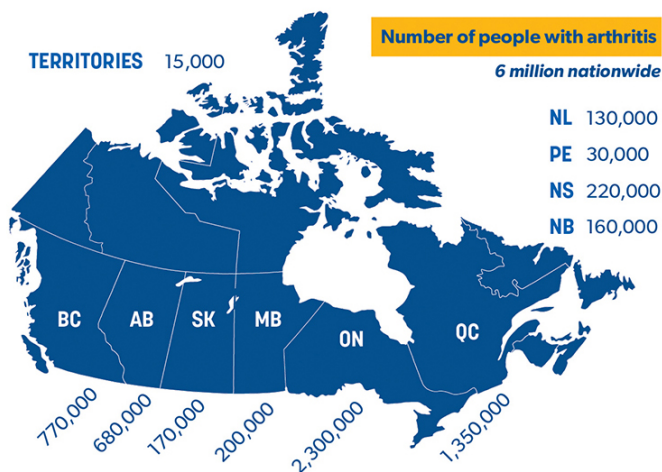 Number of people with arthritis
6 million nationwide
TERRITORIES 15,000
NL 130,000
PE 30,000
NS 220,000
NB 160,000
BC
AB
SK
MB
ON
QC
770,000
680,000
170,000
200,000
2,300,000
1,350,000